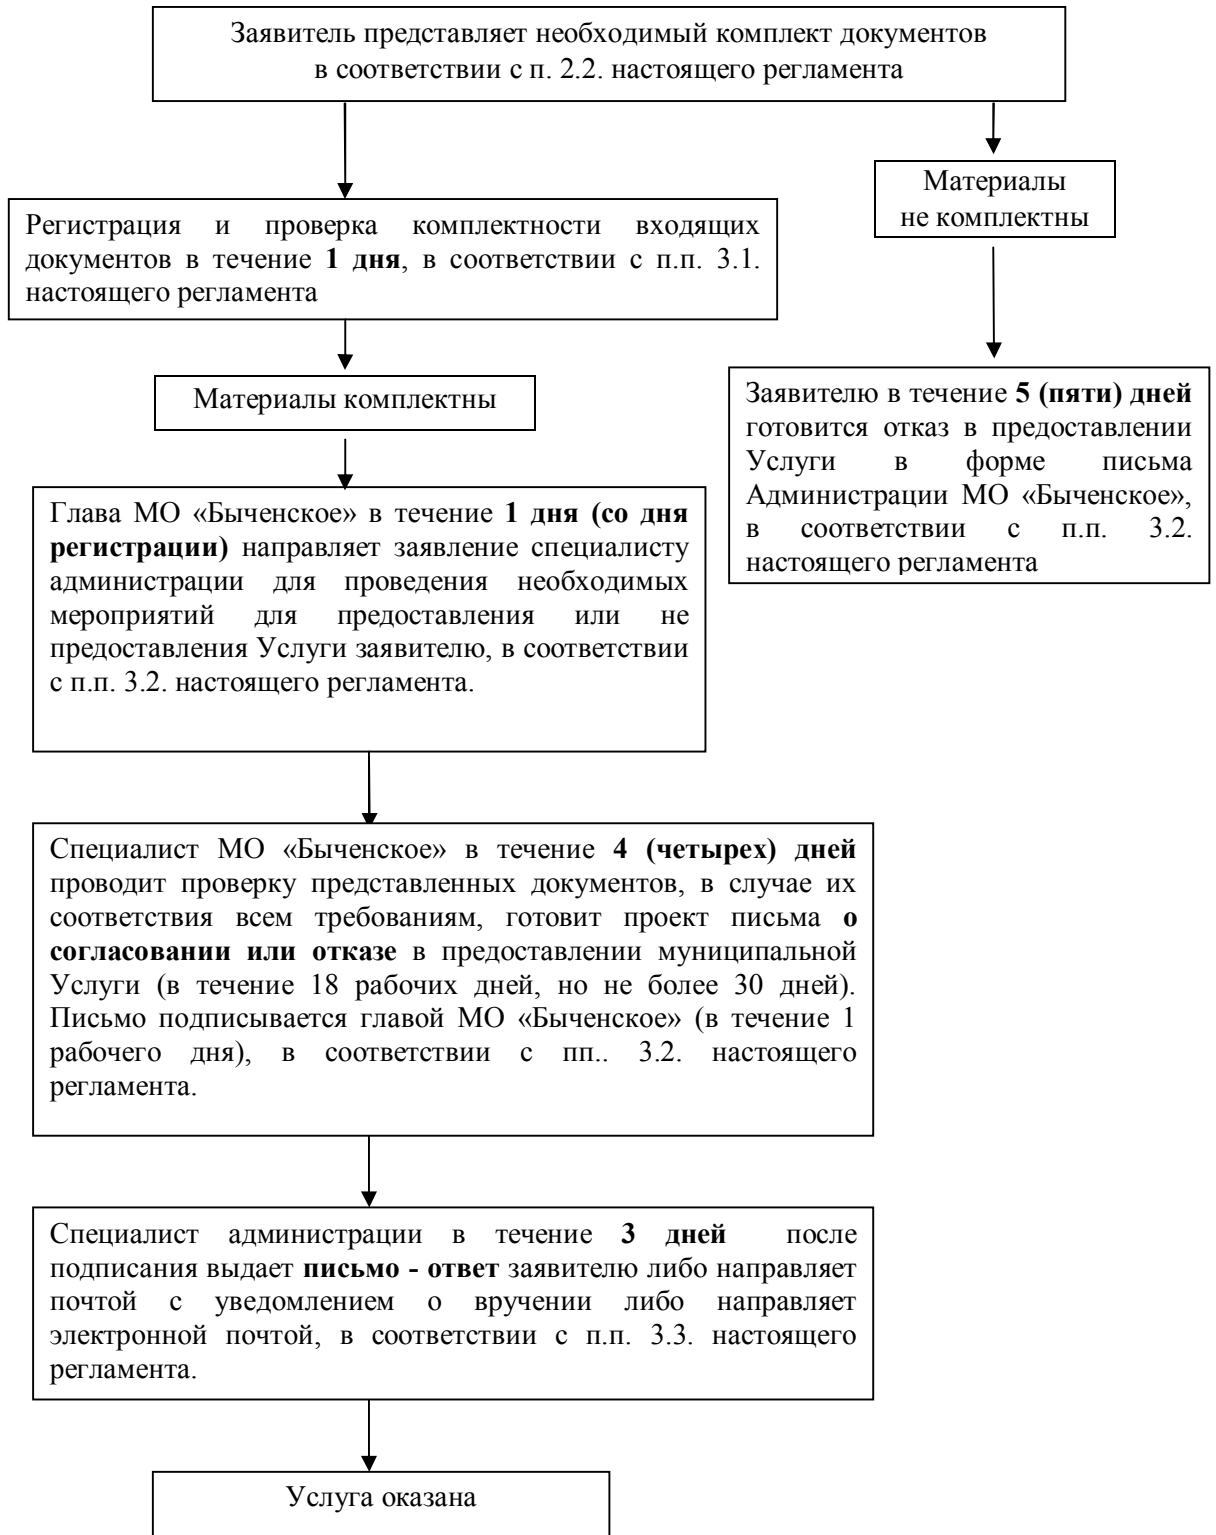 Заявитель представляет необходимый комплект документов
в соответствии с п. 2.2. настоящего регламента
Материалы
не комплектны
Регистрация и проверка комплектности входящих
документов в течение 1 дня, в соответствии с п.п. 3.1.
настоящего регламента
Материалы комплектны
Заявителю в течение 5 (пяти) дней
готовится отказ в предоставлении
Услуги в форме письма
Администрации МО «Быченское»,
в соответствии с п.п. 3.2.
настоящего регламента
Глава МО «Быченское» в течение 1 дня (со дня
регистрации) направляет заявление специалисту
администрации для проведения необходимых
мероприятий для предоставления или не
предоставления Услуги заявителю, в соответствии
с п.п. 3.2. настоящего регламента.
Специалист МО «Быченское» в течение 4 (четырех) дней
проводит проверку представленных документов, в случае их
соответствия всем требованиям, готовит проект письма о
согласовании или отказе в предоставлении муниципальной
Услуги (в течение 18 рабочих дней, но не более 30 дней).
Письмо подписывается главой МО «Быченское» (в течение 1
рабочего дня), в соответствии с пп.. 3.2. настоящего
регламента.
Специалист администрации в течение 3 дней после
подписания выдает письмо - ответ заявителю либо направляет
почтой с уведомлением о вручении либо направляет
электронной почтой, в соответствии с п.п. 3.3. настоящего
регламента.
Услуга оказана